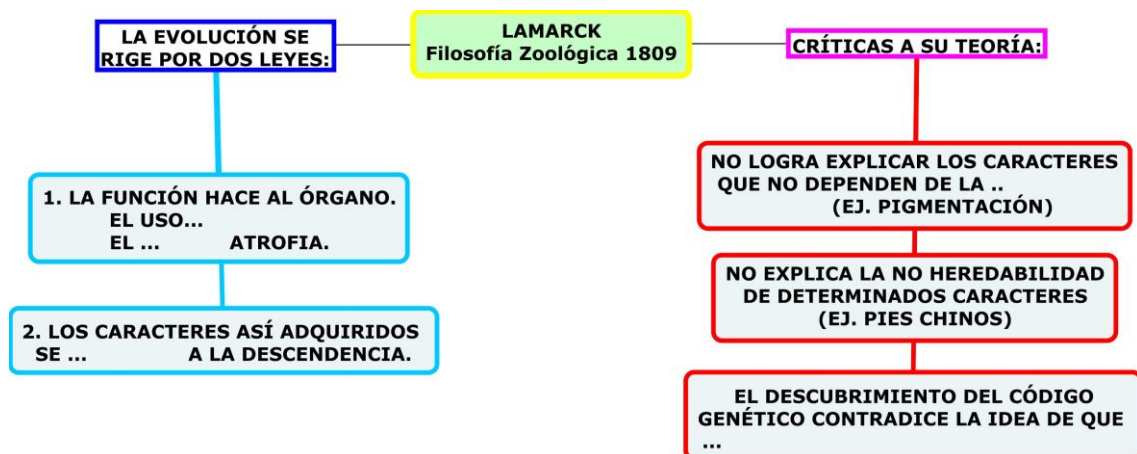 LAMARCK
Filosofía Zoológica 1809
LA EVOLUCIÓN SE
RIGE POR DOS LEYES:
1. LA FUNCIÓN HACE AL ÓRGANO.
EL USO...
EL ... ATROFIA.
2. LOS CARACTERES ASÍ ADQUIRIDOS
SE ... A LA DESCENDENCIA.
CRÍTICAS A SU TEORÍA:
NO LOGRA EXPLICAR LOS CARACTERES
QUE NO DEPENDEN DE LA ..
(EJ. PIGMENTACIÓN)
NO EXPLICA LA NO HEREDABILIDAD
DE DETERMINADOS CARACTERES
(EJ. PIES CHINOS)
EL DESCUBRIMIENTO DEL CÓDIGO
GENÉTICO CONTRADICE LA IDEA DE QUE
...